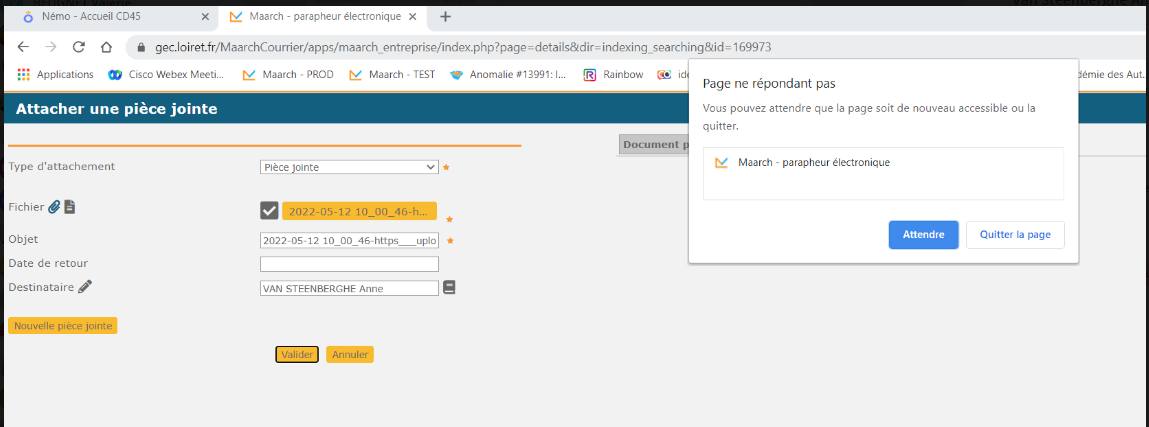 Némo - Accueil CD45
Maarch - parapheur électronique
gec.loiret.fr/MaarchCourrier/apps/maarch_entreprise/index.php?page=details&dir=indexing_searching&id=169973
Applications
Cisco Webex Meeti...
Maarch - PROD
Maarch - TEST
Anomalie #13991: I...
Rainbow
démie des Aut...
Attacher une pièce jointe
Page ne répondant pas
Vous pouvez attendre que la page soit de nouveau accessible ou la
quitter.
Maarch - parapheur électronique
Attendre
Quitter la page
Document p
Type d'attachement
Pièce jointe
Fichier
2022-05-12 10_00_46-h...
Objet
2022-05-12 10_00_46-https___uplo
Date de retour
Destinataire
VAN STEENBERGHE Anne
Nouvelle pièce jointe
Valider
Annuler